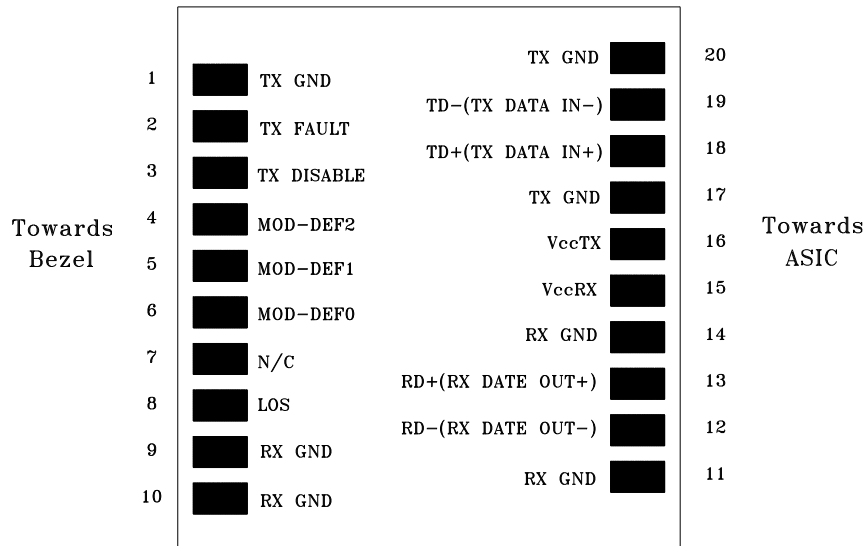 Towards
Bezel
1 TX GND
2 TX FAULT
3 TX DISABLE
4 MOD-DEF2
5 MOD-DEF1
6 MOD-DEF0
7 N/C
8 LOS
9 RX GND
10 RX GND
TX GND 20
TD-(TX DATA IN-) 19
TD+(TX DATA IN+) 18
TX GND 17
VccTX 16
VccRX 15
RX GND 14
RD+(RX DATE OUT+) 13
RD-(RX DATE OUT-) 12
RX GND 11
Towards
ASIC